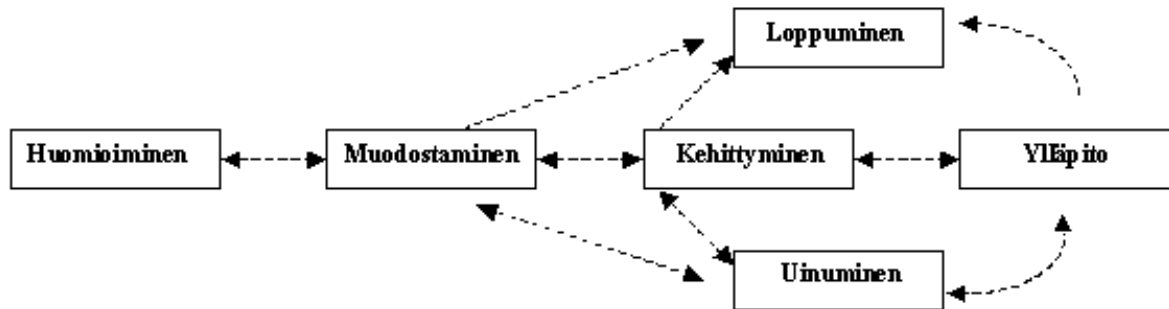 Loppuminen
Huomioiminen
Muodostaminen
Kehittyminen
Ylläpito
Uinuminen